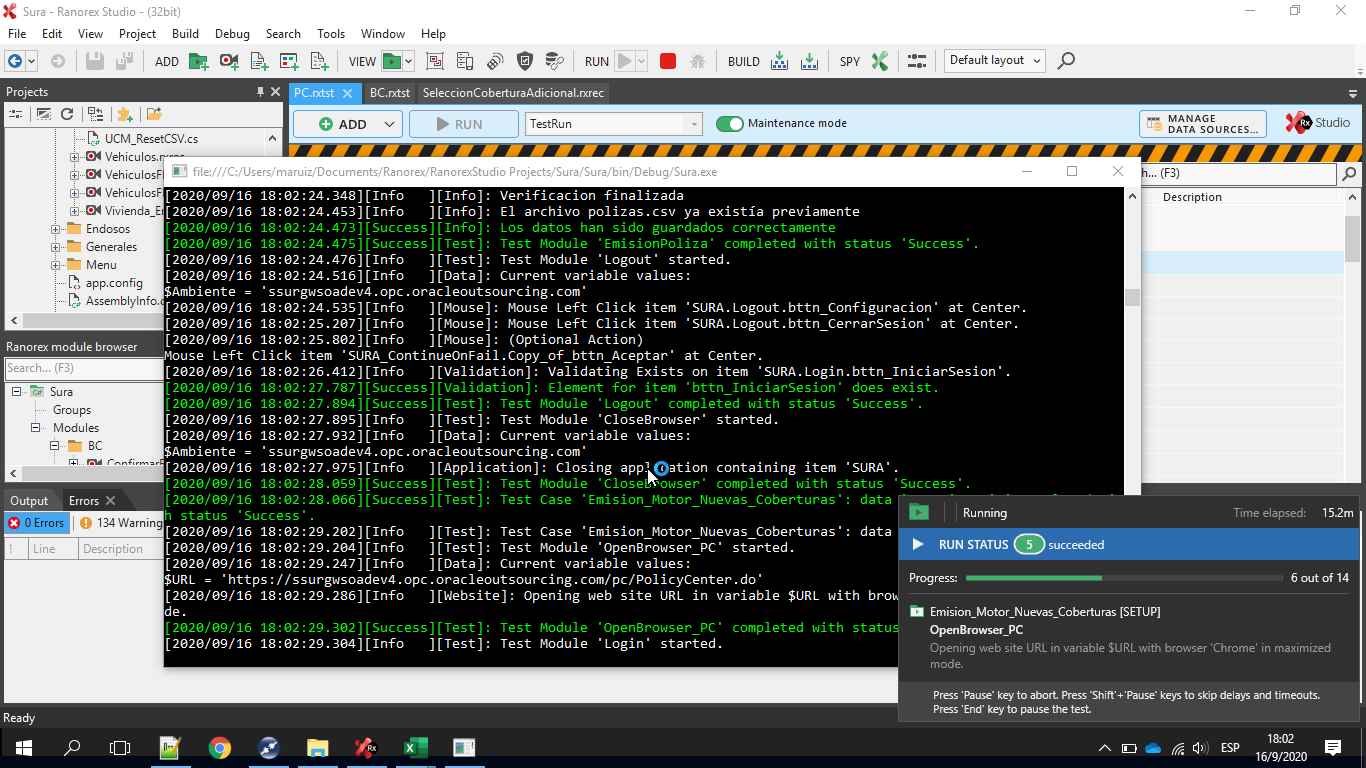 Sura - Ranorex Studio - (32bit)
File Edit View Project Build Debug Search Tools Window Help
ADD VIEW RUN BUILD SPY Default layout
Projects
PC.rxtst BC.rxtst SeleccionCoberturaAdicional.rxrec
ADD RUN TestRun Maintenance mode MANAGE DATA SOURCES... Rx Studio
UCM_ResetCSV.cs
Vehiculos.rxrec
VehiculosFl
VehiculosF
Vivienda_Er
Endosos
Generales
Menu
app.config
AssemblyInfo.c
h... (F3)
Description
Ranorex module browser
Search... (F3)
Sura
Groups
Modules
BC
Output Errors
0 Errors 134 Warning
! Line Description
file:///C:/Users/maruiz/Documents/Ranorex/RanorexStudio Projects/Sura/Sura/bin/Debug/Sura.exe
[2020/09/16 18:02:24.348][Info   ][Info]: Verificacion finalizada
[2020/09/16 18:02:24.453][Info   ][Info]: El archivo polizas.csv ya existía previamente
[2020/09/16 18:02:24.473][Success][Info]: Los datos han sido guardados correctamente
[2020/09/16 18:02:24.475][Success][Test]: Test Module 'EmisionPoliza' completed with status 'Success'.
[2020/09/16 18:02:24.476][Info   ][Test]: Test Module 'Logout' started.
[2020/09/16 18:02:24.516][Info   ][Data]: Current variable values:
$Ambiente = 'ssurgwsoadev4.opc.oracleoutsourcing.com'
[2020/09/16 18:02:24.535][Info   ][Mouse]: Mouse Left Click item 'SURA.Logout.bttn_Configuracion' at Center.
[2020/09/16 18:02:25.207][Info   ][Mouse]: Mouse Left Click item 'SURA.Logout.bttn_CerrarSesion' at Center.
[2020/09/16 18:02:25.802][Info   ][Mouse]: (Optional Action)
Mouse Left Click item 'SURA_ContinueOnFail.Copy_of_bttn_Aceptar' at Center.
[2020/09/16 18:02:26.412][Info   ][Validation]: Validating Exists on item 'SURA.Login.bttn_IniciarSesion'.
[2020/09/16 18:02:27.787][Success][Validation]: Element for item 'bttn_IniciarSesion' does exist.
[2020/09/16 18:02:27.894][Success][Test]: Test Module 'Logout' completed with status 'Success'.
[2020/09/16 18:02:27.895][Info   ][Test]: Test Module 'CloseBrowser' started.
[2020/09/16 18:02:27.932][Info   ][Data]: Current variable values:
$Ambiente = 'ssurgwsoadev4.opc.oracleoutsourcing.com'
[2020/09/16 18:02:27.975][Info   ][Application]: Closing application containing item 'SURA'.
[2020/09/16 18:02:28.059][Success][Test]: Test Module 'CloseBrowser' completed with status 'Success'.
[2020/09/16 18:02:28.066][Success][Test]: Test Case 'Emision_Motor_Nuevas_Coberturas': data
h status 'Success'.
[2020/09/16 18:02:29.202][Info   ][Test]: Test Case 'Emision_Motor_Nuevas_Coberturas': data
[2020/09/16 18:02:29.204][Info   ][Test]: Test Module 'OpenBrowser_PC' started.
[2020/09/16 18:02:29.247][Info   ][Data]: Current variable values:
$URL = 'https://ssurgwsoadev4.opc.oracleoutsourcing.com/pc/PolicyCenter.do'
[2020/09/16 18:02:29.286][Info   ][Website]: Opening web site URL in variable $URL with brow
de.
[2020/09/16 18:02:29.302][Success][Test]: Test Module 'OpenBrowser_PC' completed with status
[2020/09/16 18:02:29.304][Info   ][Test]: Test Module 'Login' started.
Running Time elapsed: 15.2m
RUN STATUS 5 succeeded
Progress: 6 out of 14
Emision_Motor_Nuevas_Coberturas [SETUP]
OpenBrowser_PC
Opening web site URL in variable $URL with browser 'Chrome' in maximized
mode.
Press 'Pause' key to abort. Press 'Shift'+'Pause' keys to skip delays and timeouts.
Press 'End' key to pause the test.
Ready
ESP 18:02
16/9/2020